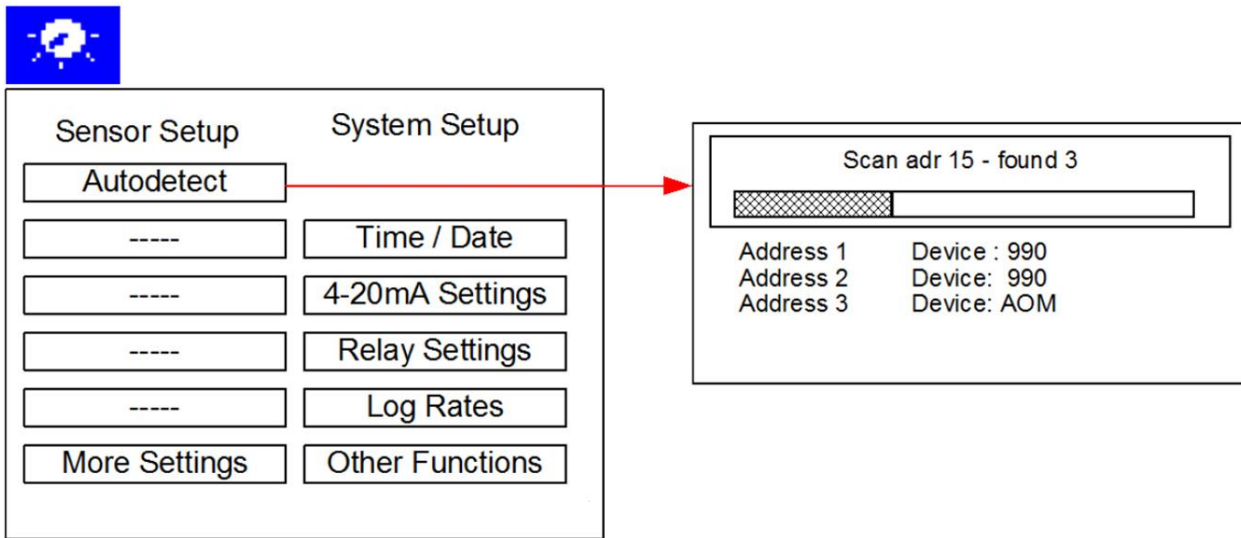 Sensor Setup
System Setup
Autodetect
-----
Time / Date
-----
4-20mA Settings
-----
Relay Settings
-----
Log Rates
More Settings
Other Functions
Scan adr 15 - found 3
Address 1 Device : 990
Address 2 Device: 990
Address 3 Device: AOM